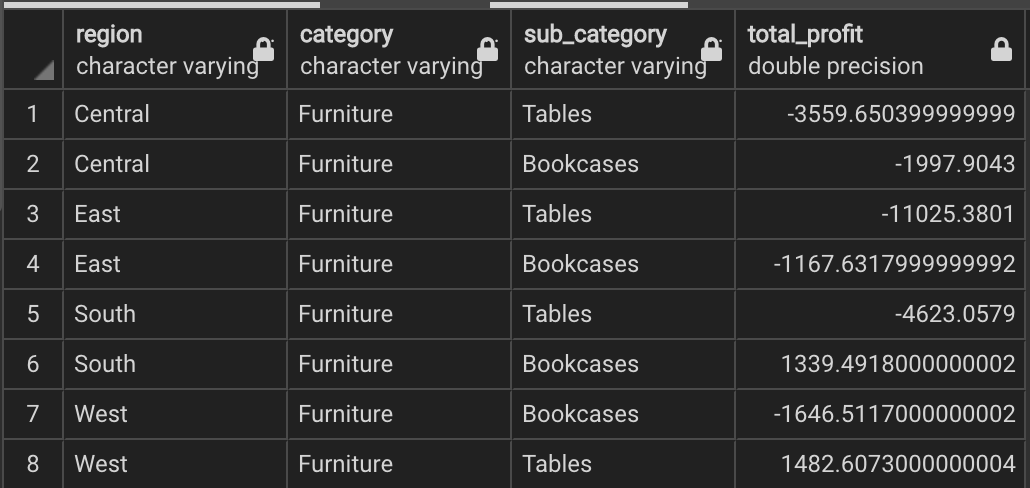 region category sub_category total_profit
character varying character varying character varying double precision
1 Central Furniture Tables -3559.650399999999
2 Central Furniture Bookcases -1997.9043
3 East Furniture Tables -11025.3801
4 East Furniture Bookcases -1167.6317999999992
5 South Furniture Tables -4623.0579
6 South Furniture Bookcases 1339.4918000000002
7 West Furniture Bookcases -1646.5117000000002
8 West Furniture Tables 1482.6073000000004